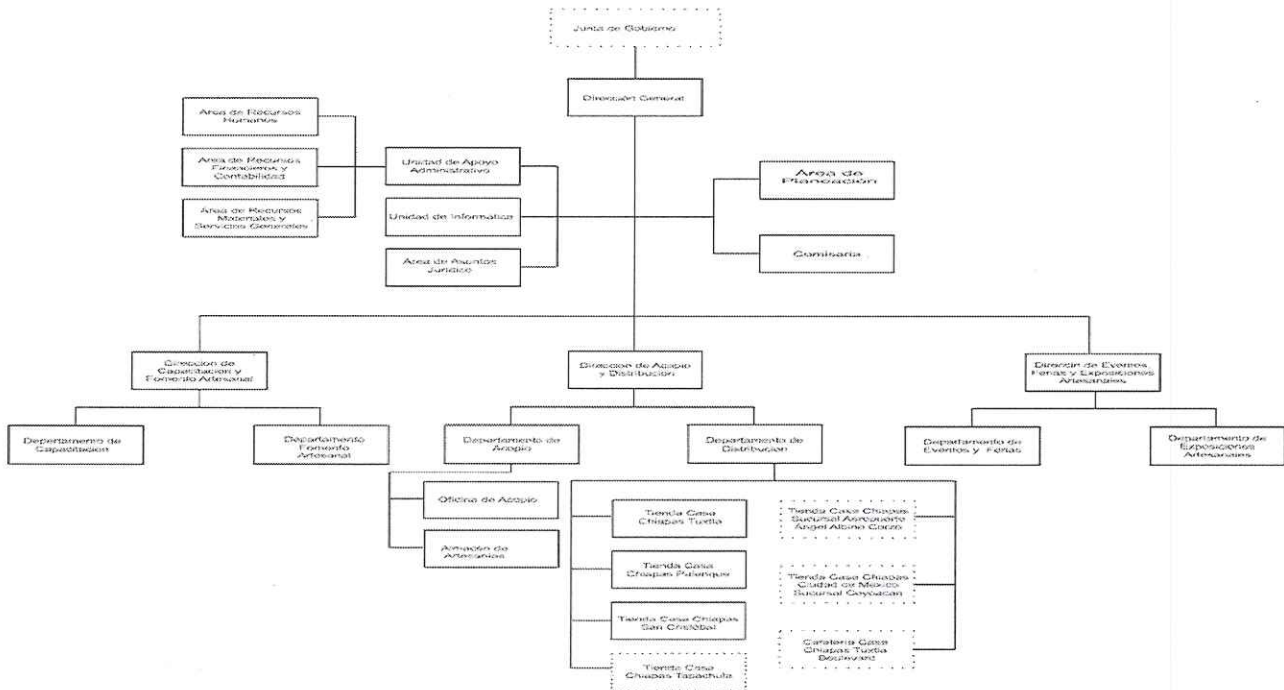 Junta de Gobierno
Dirección General
Área de Recursos
Humanos
Área de Recursos
Financieros y
Contabilidad
Área de Recursos
Materiales y
Servicios Generales
Unidad de Apoyo
Administrativo
Unidad de Informática
Área de Asuntos
Jurídico
Área de
Planeación
Comisaría
Dirección de
Capacitación y
Fomento Artesanal
Dirección de Acopio
y Distribución
Direccin de Eventos
Ferias y Exposiciones
Artesanales
Departamento de
Capacitación
Departamento
Fomento
Artesanal
Departamento de
Acopio
Departamento de
Distribución
Departamento de
Eventos y Ferias
Departamento de
Exposiciones
Artesanales
Oficina de Acopio
Almacén de
Artesanías
Tienda Casa
Chiapas Tuxtla
Tienda Casa
Chiapas Palenque
Tienda Casa Chiapas
San Cristóbal
Tienda Casa
Chiapas Tapachula
Tienda Casa Chiapas
Sucursal Aeropuerto
Ángel Albino Corzo
Tienda Casa Chiapas
Ciudad de México
Sucursal Coyoacán
Cafetería Casa
Chiapas Tuxtla
Boulevard